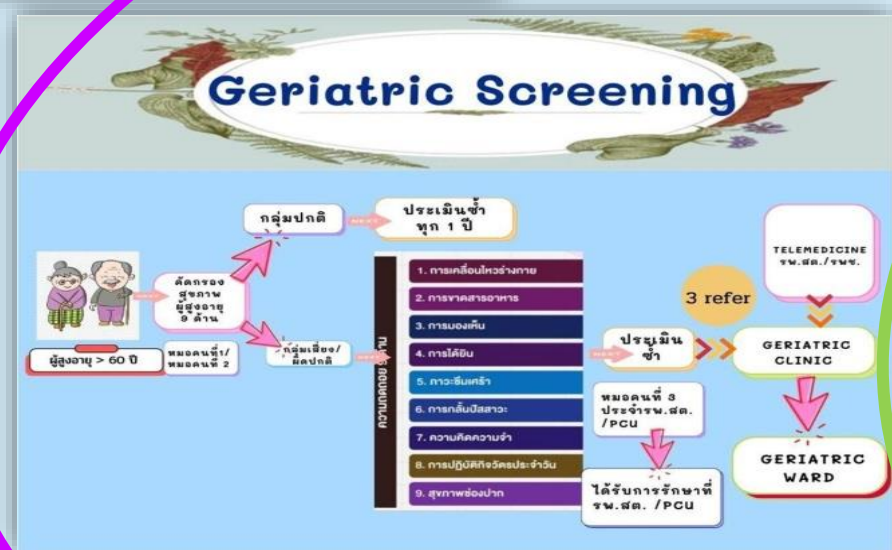 Geriatric Screening
กลุ่มปกติ
NEXT
ประเมินซ้ำ
ทุก 1 ปี
คัดกรอง
สุขภาพ
ผู้สูงอายุ
9 ด้าน
ผู้สูงอายุ > 60 ปี
หมอคนที่1/
หมอคนที่ 2
กลุ่มเสี่ยง/
ผิดปกติ
ความถดถอย
1. การเคลื่อนไหวร่างกาย
2. การขาดสารอาหาร
3. การมองเห็น
4. การได้ยิน
5. ภาวะซึมเศร้า
6. การกลั้นปัสสาวะ
7. ความคิดความจำ
8. การปฏิบัติกิจวัตรประจำวัน
9. สุขภาพช่องปาก
ประเมิน
ซ้ำ
หมอคนที่ 3
ประจำรพ.สต.
/PCU
ได้รับการรักษาที่
รพ.สต. /PCU
3 refer
TELEMEDICINE
รพ.สต./รพช.
GERIATRIC
CLINIC
GERIATRIC
WARD